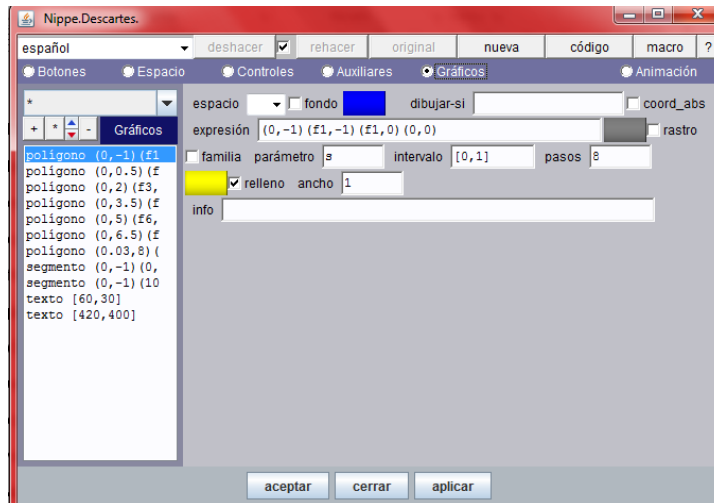 Nippe.Descartes.
español deshacer rehacer original nueva código macro ?
Botones Espacio Controles Auxiliares Gráficos Animación
* espacio fondo dibujar-si coord_abs
+ * - Gráficos expresión (0,-1)(f1,-1)(f1,0)(0,0) rastro
polígono (0,-1)(f1 familia parámetro s intervalo [0,1] pasos 8
polígono (0,0.5)(f relleno ancho 1
polígono (0,2)(f3, info
polígono (0,3.5)(f
polígono (0,5)(f6,
polígono (0,6.5)(f
polígono (0.03,8)(
segmento (0,-1)(0,
segmento (0,-1)(10
texto [60,30]
texto [420,400]
aceptar cerrar aplicar